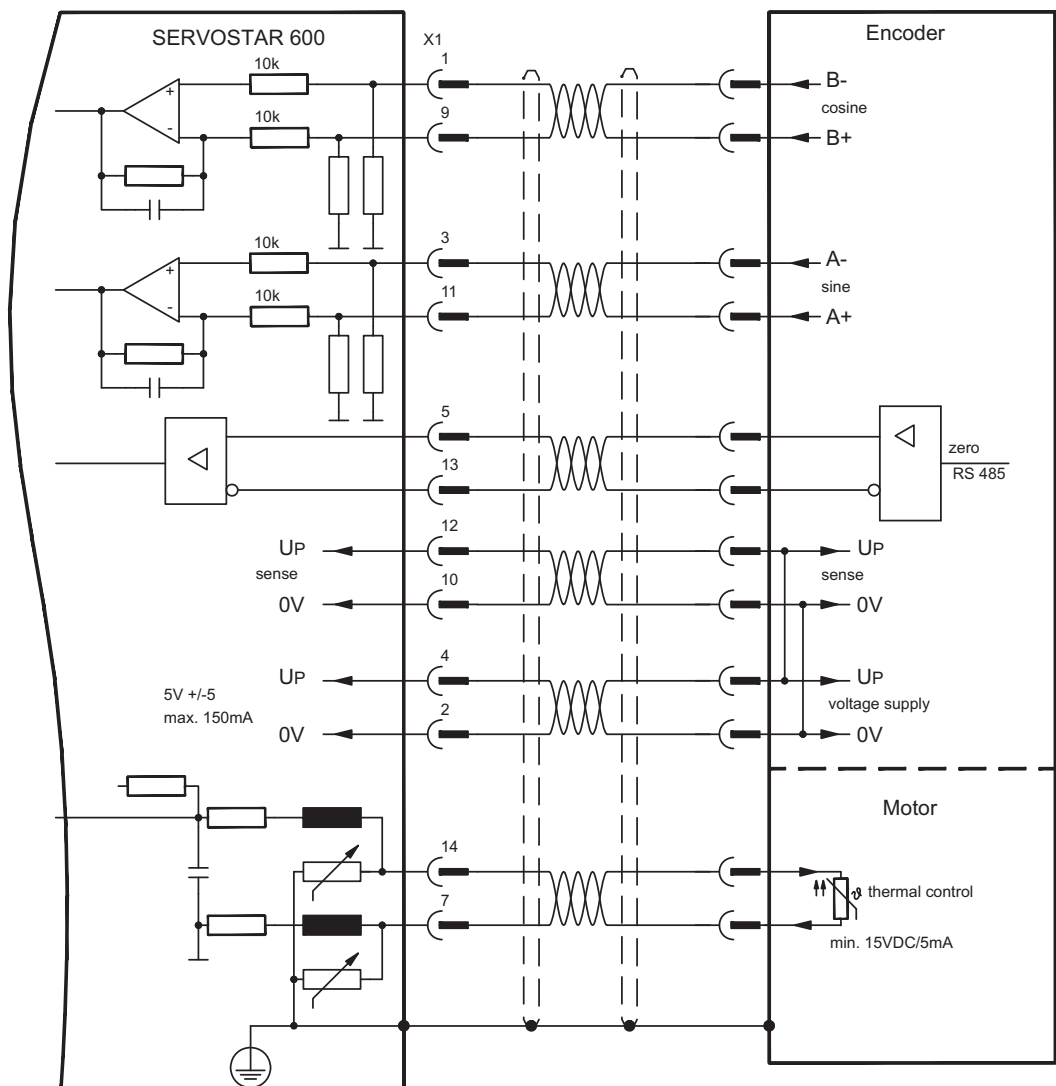 SERVOSTAR 600
X1
Encoder
10k
1
B-
cosine
10k
9
B+
+
-
10k
3
A-
sine
10k
11
A+
+
-
5
zero
13
RS 485
12
UP
UP
sense
sense
10
0V
0V
4
UP
UP
5V +/-5
max. 150mA
voltage supply
2
0V
0V
Motor
14
ϑ thermal control
7
min. 15VDC/5mA